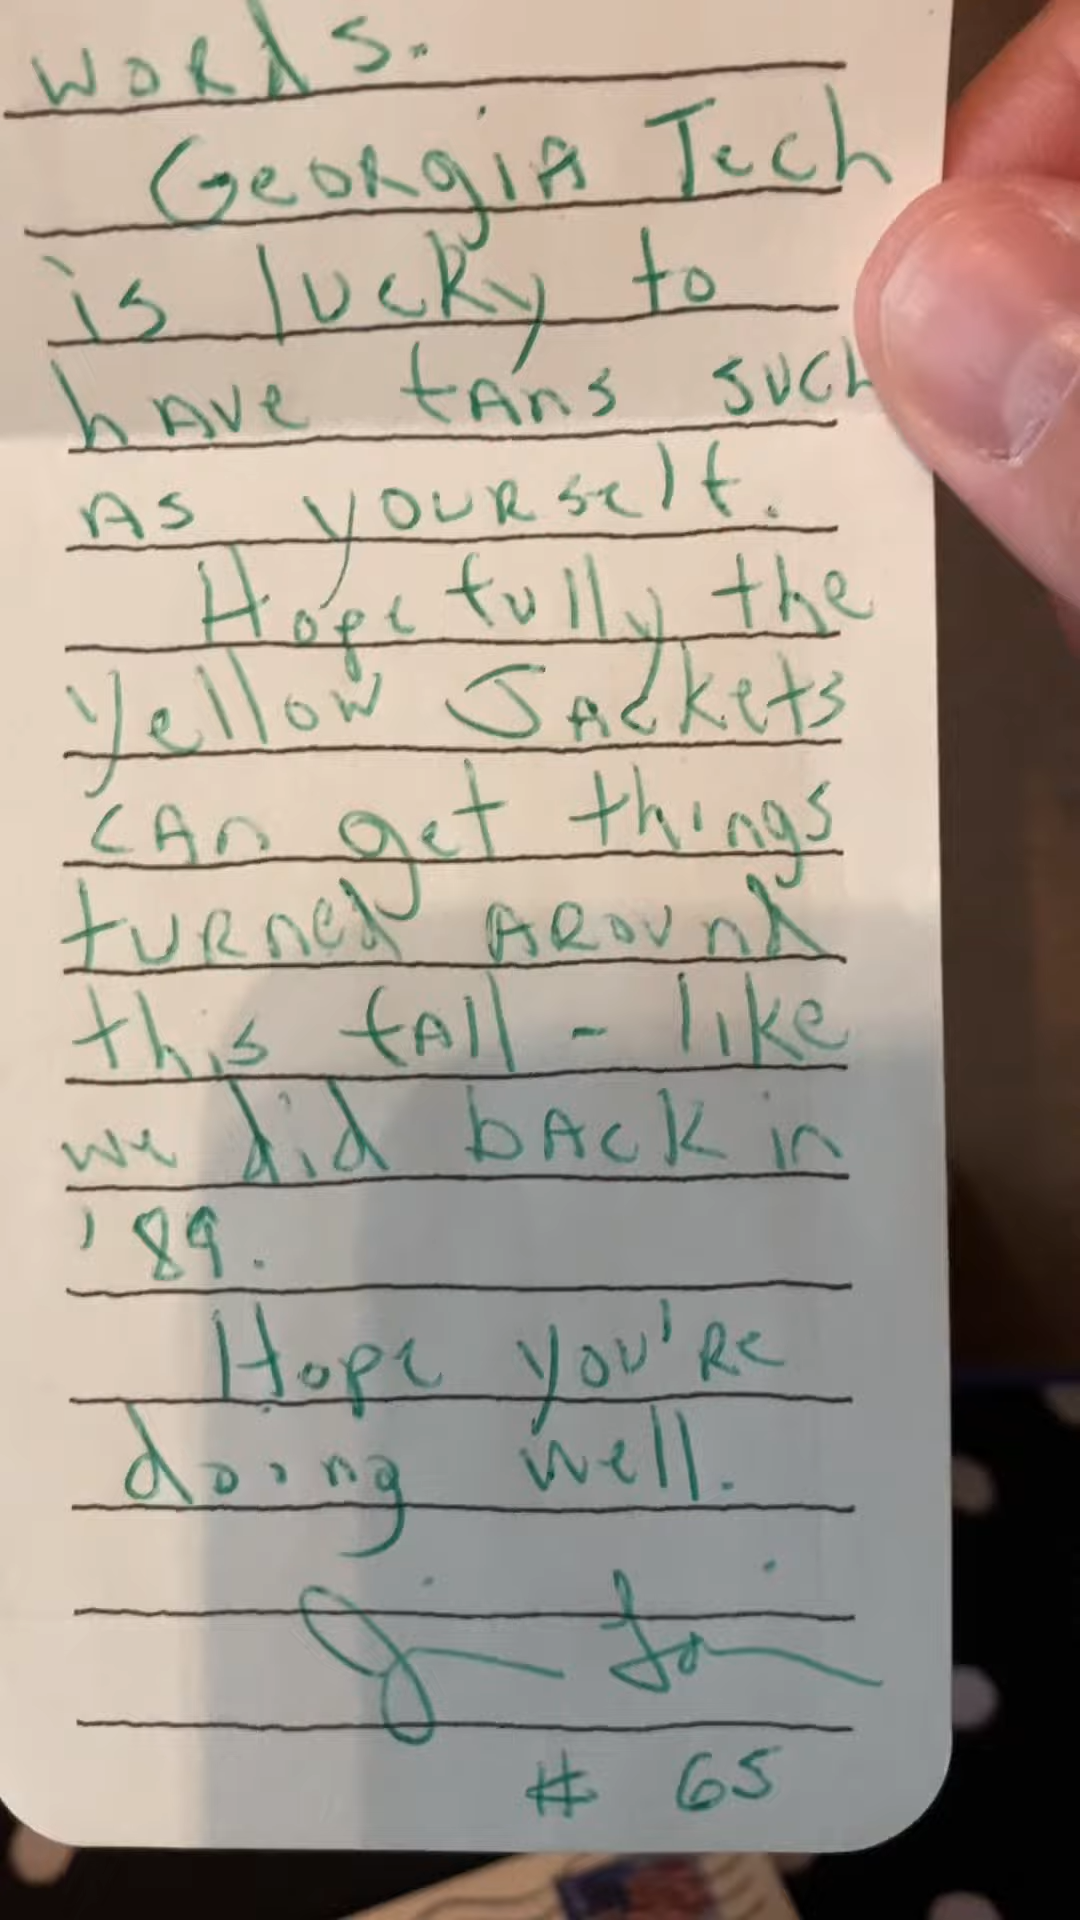 words.
Georgia Tech
is lucky to
have fans such
as yourself.
Hopefully the
Yellow Jackets
can get things
turned around
this fall - like
we did back in
'89.
Hope you're
doing well.
Jim
# 65